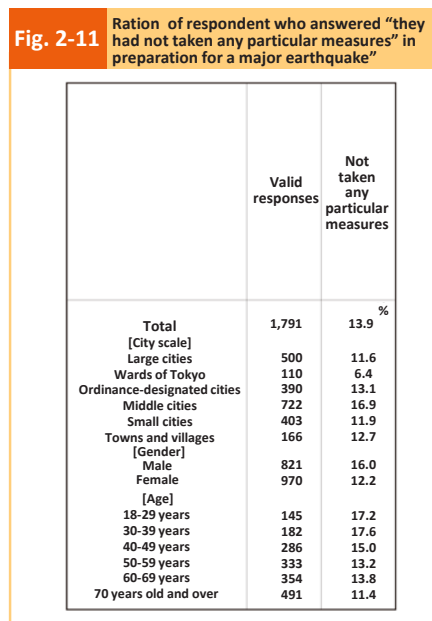 Fig. 2-11
Ration of respondent who answered “they
had not taken any particular measures” in
preparation for a major earthquake”
Valid
responses
Not
taken
any
particular
measures
%
Total 1,791 13.9
[City scale]
Large cities 500 11.6
Wards of Tokyo 110 6.4
Ordinance-designated cities 390 13.1
Middle cities 722 16.9
Small cities 403 11.9
Towns and villages 166 12.7
[Gender]
Male 821 16.0
Female 970 12.2
[Age]
18-29 years 145 17.2
30-39 years 182 17.6
40-49 years 286 15.0
50-59 years 333 13.2
60-69 years 354 13.8
70 years old and over 491 11.4